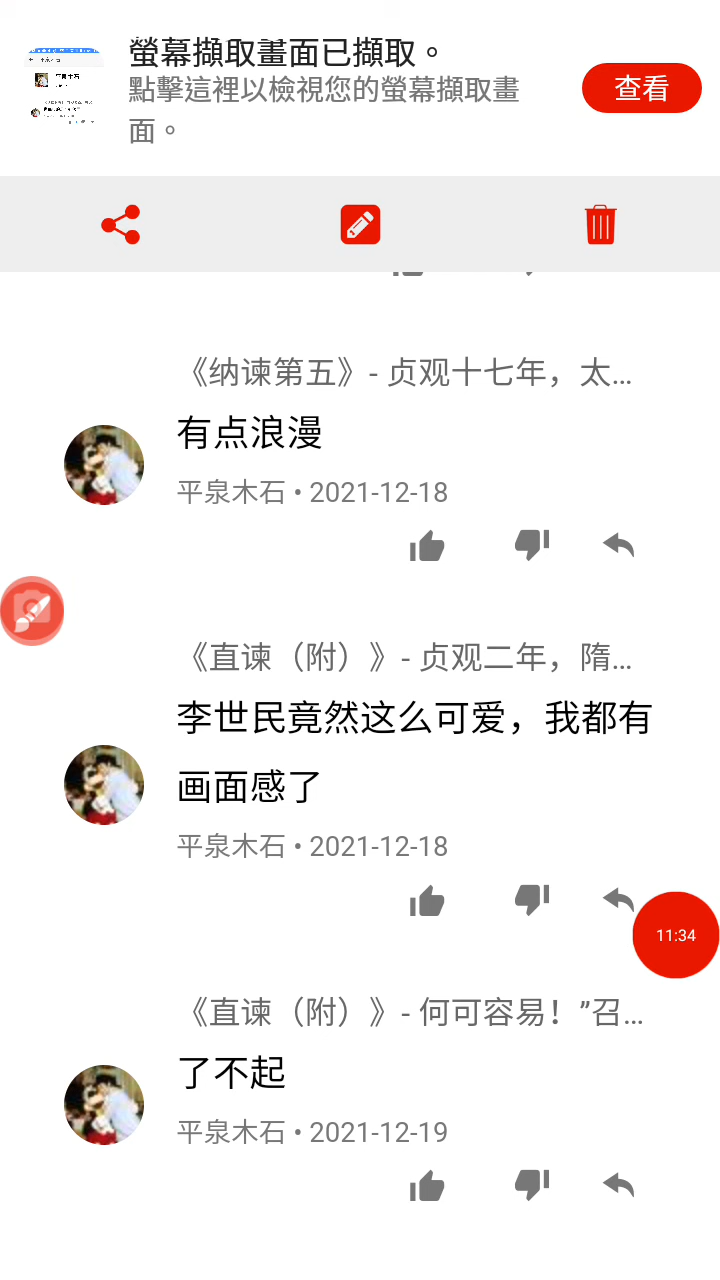 螢幕擷取畫面已擷取。
點擊這裡以檢視您的螢幕擷取畫
面。
查看
《纳谏第五》- 贞观十七年，太...
有点浪漫
平泉木石 • 2021-12-18
《直谏（附）》- 贞观二年，隋...
李世民竟然这么可爱，我都有
画面感了
平泉木石 • 2021-12-18
11:34
《直谏（附）》- 何可容易！”召...
了不起
平泉木石 • 2021-12-19